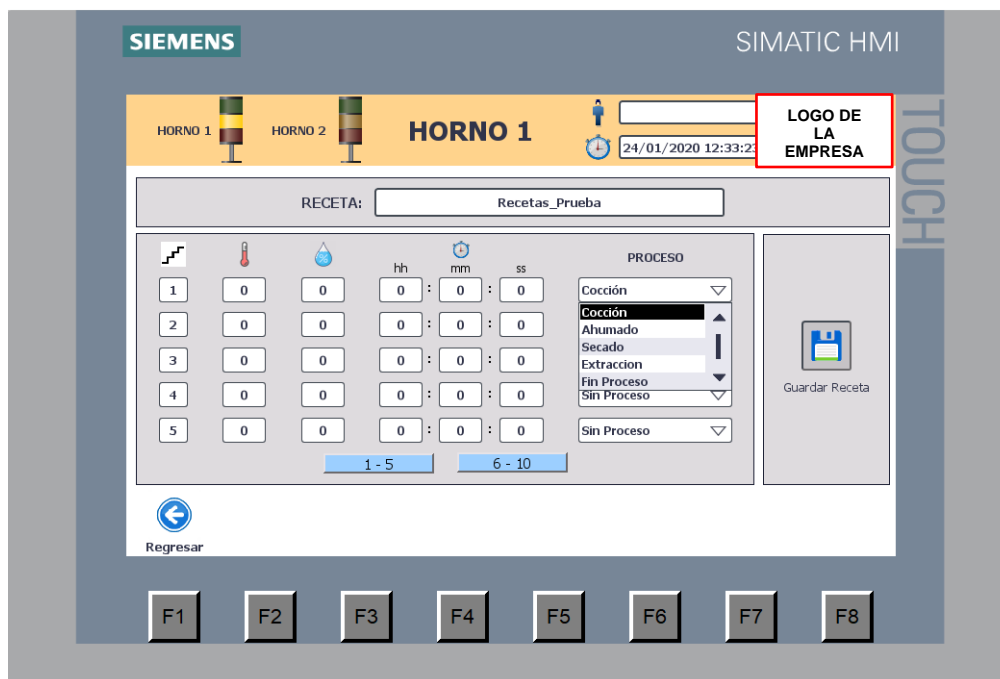 SIEMENS
SIMATIC HMI
TOUCH
HORNO 1
HORNO 2
HORNO 1
24/01/2020 12:33:23
LOGO DE
LA
EMPRESA
RECETA:
Recetas_Prueba
%
hh mm ss
PROCESO
1 0 0 0 : 0 : 0 Cocción
Cocción
2 0 0 0 : 0 : 0
Ahumado
Secado
3 0 0 0 : 0 : 0
Extraccion
Fin Proceso
4 0 0 0 : 0 : 0 Sin Proceso
5 0 0 0 : 0 : 0 Sin Proceso
1 - 5
6 - 10
Guardar Receta
Regresar
F1 F2 F3 F4 F5 F6 F7 F8